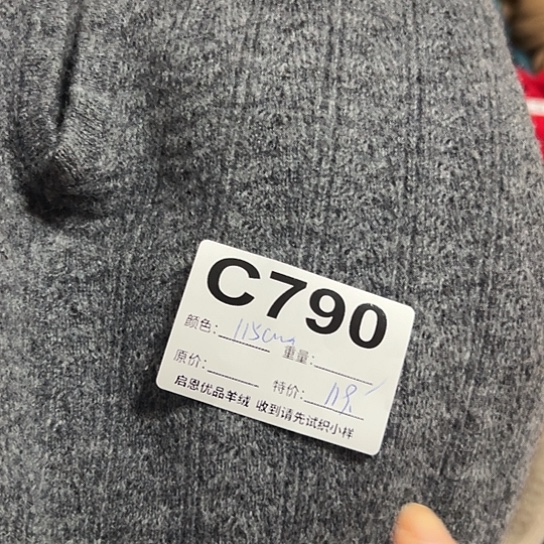 C790
颜色: 115cm 重量:
原价: 特价:
启恩优品羊绒 收到请先试织小样